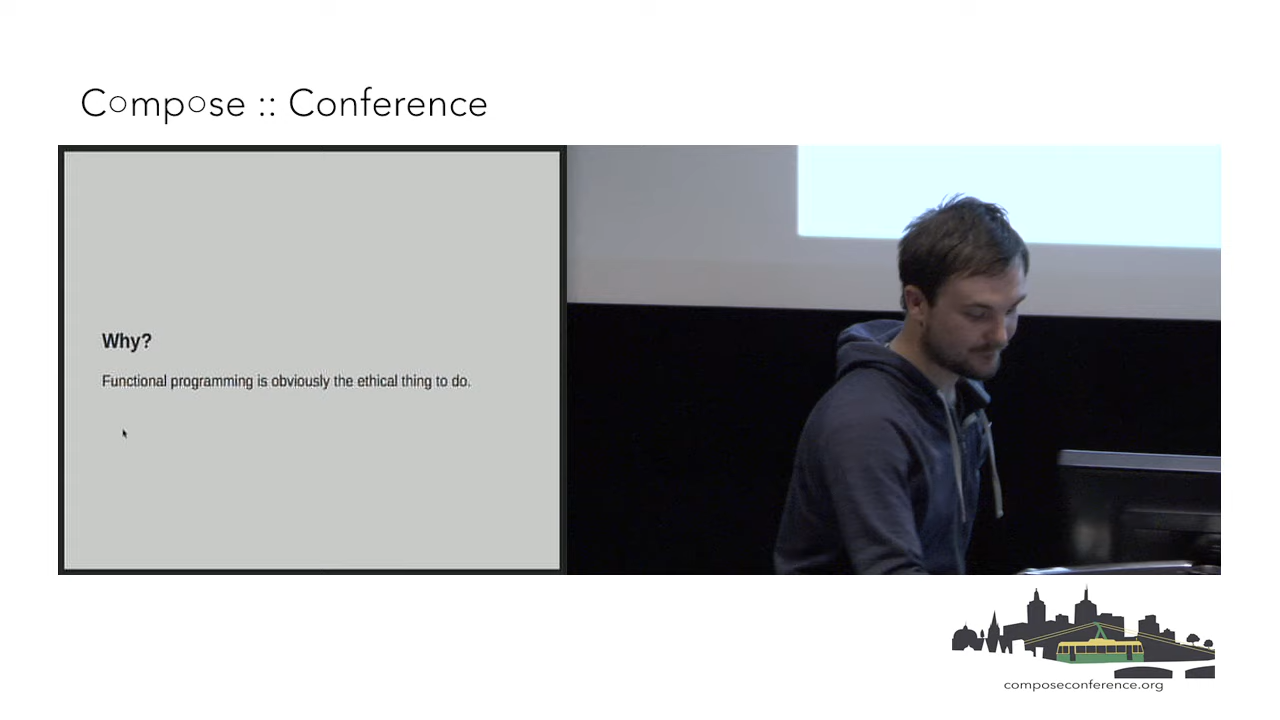 Compose :: Conference
Why?
Functional programming is obviously the ethical thing to do.
composeconference.org